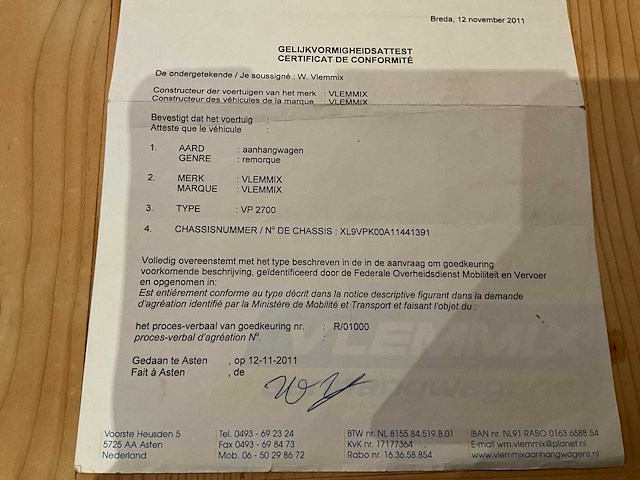 Breda, 12 november 2011
GELIJKVORMIGHEIDSATTEST
CERTIFICAT DE CONFORMITÉ
De ondergetekende / Je soussigné : W. Vlemmix
Constructeur der voertuigen van het merk : VLEMMIX
Constructeur des véhicules de la marque : VLEMMIX
Bevestigt dat het voertuig :
Atteste que le véhicule :
1. AARD : aanhangwagen
GENRE : remorque
2. MERK : VLEMMIX
MARQUE : VLEMMIX
3. TYPE : VP 2700
4. CHASSISNUMMER / N° DE CHASSIS : XL9VPK00A11441391
Volledig overeenstemt met het type beschreven in de in de aanvraag om goedkeuring
voorkomende beschrijving, geïdentificeerd door de Federale Overheidsdienst Mobiliteit en Vervoer
en opgenomen in:
Est entiérement conforme au type décrit dans la notice descriptive figurant dans la demande
d'agréation identifié par la Ministère de Mobilité et Transport et faisant l'objet du :
het proces-verbaal van goedkeuring nr. : R/01000
proces-verbal d'agréation N°. :
VLEMMIX
Gedaan te Asten , op 12-11-2011
Fait à Asten , de
Voorste Heusden 5 Tel. 0493 - 69 23 24 BTW nr. NL 8155.84.519.B.01 IBAN nr. NL91 RABO 0163 6588 54
5725 AA Asten Fax 0493 - 69 84 73 KvK nr. 17177364 E-mail wm.vlemmix@planet.nl
Nederland Mob. 06 - 50 29 86 72 Rabo nr. 16.36.58.854 www.vlemmixaanhangwagens.nl